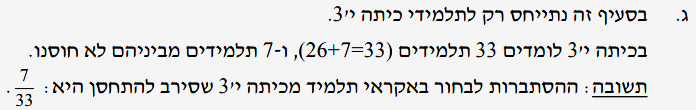 ג. בסעיף זה נתייחס רק לתלמידי כיתה י'3.
בכיתה י'3 לומדים 33 תלמידים (26+7=33), ו-7 תלמידים מביניהם לא חוסנו.
תשובה: ההסתברות לבחור באקראי תלמיד מכיתה י'3 שסירב להתחסן היא: 7/33.